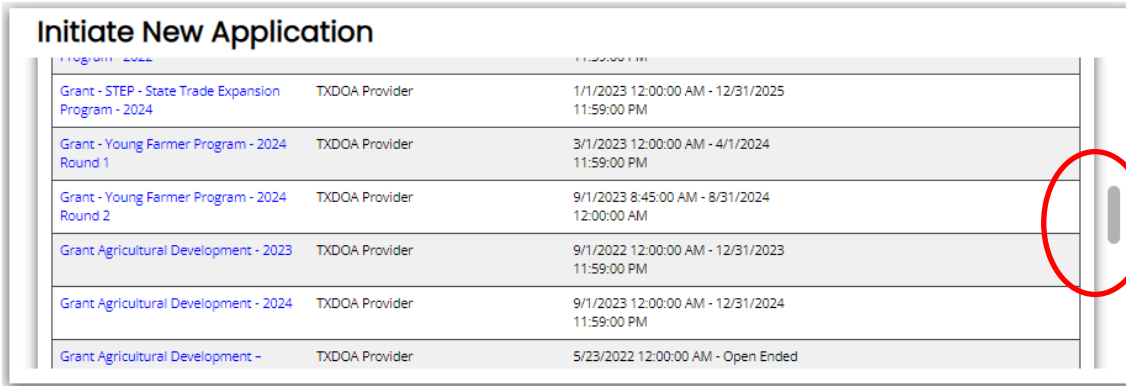 Initiate New Application
Program - 2022 11:59:00 PM
Grant - STEP - State Trade Expansion TXDOA Provider 1/1/2023 12:00:00 AM - 12/31/2025
Program - 2024 11:59:00 PM
Grant - Young Farmer Program - 2024 TXDOA Provider 3/1/2023 12:00:00 AM - 4/1/2024
Round 1 11:59:00 PM
Grant - Young Farmer Program - 2024 TXDOA Provider 9/1/2023 8:45:00 AM - 8/31/2024
Round 2 12:00:00 AM
Grant Agricultural Development - 2023 TXDOA Provider 9/1/2022 12:00:00 AM - 12/31/2023
11:59:00 PM
Grant Agricultural Development - 2024 TXDOA Provider 9/1/2023 12:00:00 AM - 12/31/2024
11:59:00 PM
Grant Agricultural Development – TXDOA Provider 5/23/2022 12:00:00 AM - Open Ended